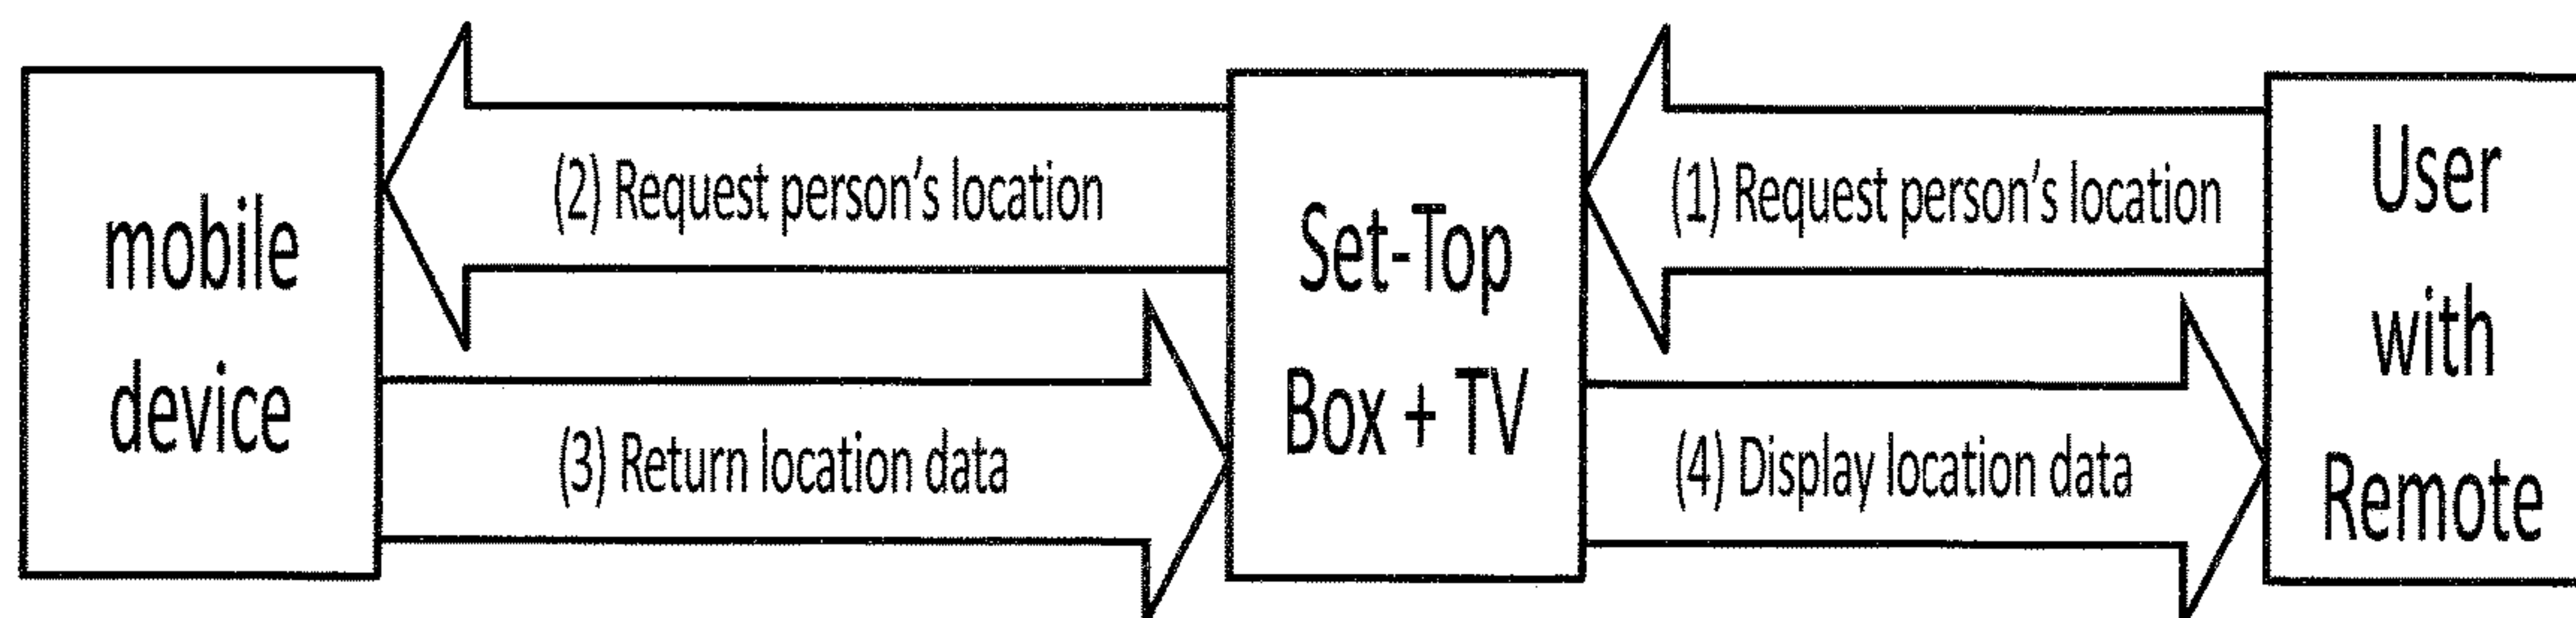 mobile
device
(2) Request person's location
(3) Return location data
Set-Top
Box + TV
(1) Request person's location
(4) Display location data
User
with
Remote